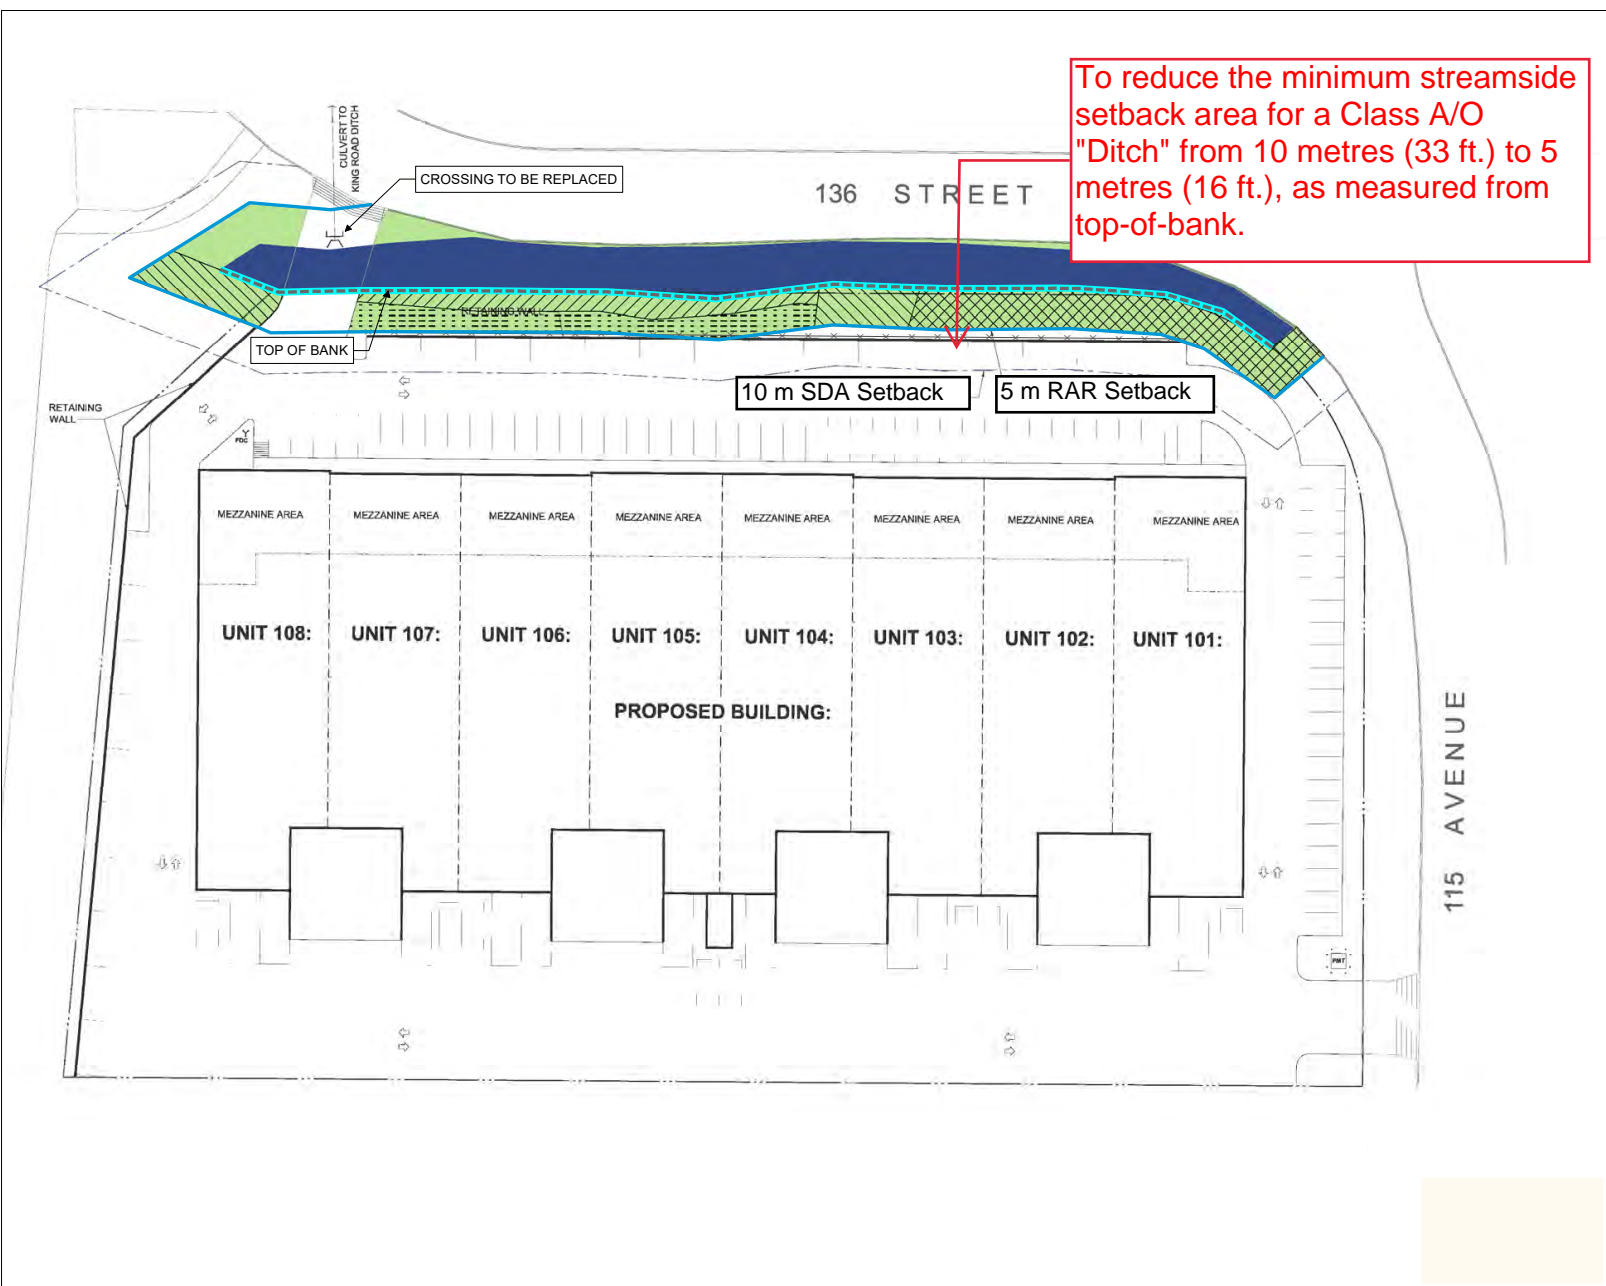 To reduce the minimum streamside
setback area for a Class A/O
"Ditch" from 10 metres (33 ft.) to 5
metres (16 ft.), as measured from
top-of-bank.
CULVERT TO
KING ROAD DITCH
CROSSING TO BE REPLACED
136 STREET
RETAINING WALL
TOP OF BANK
10 m SDA Setback
5 m RAR Setback
RETAINING
WALL
FDC
MEZZANINE AREA
MEZZANINE AREA
MEZZANINE AREA
MEZZANINE AREA
MEZZANINE AREA
MEZZANINE AREA
MEZZANINE AREA
MEZZANINE AREA
UNIT 108:
UNIT 107:
UNIT 106:
UNIT 105:
UNIT 104:
UNIT 103:
UNIT 102:
UNIT 101:
PROPOSED BUILDING:
115 AVENUE
PMT